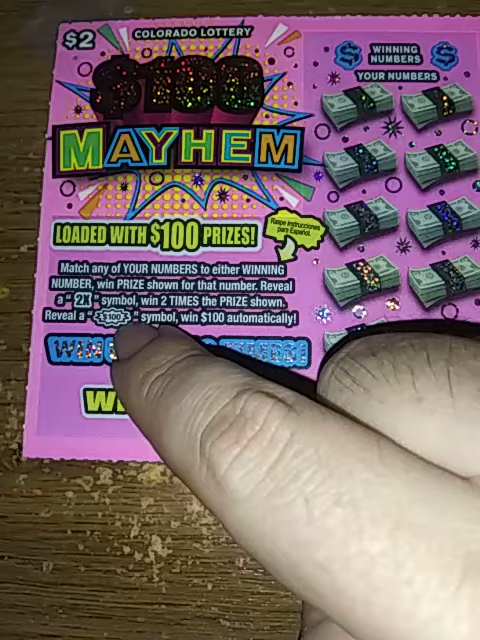 $2
COLORADO LOTTERY
$100
MAYHEM
LOADED WITH $100 PRIZES!
Raspe Instrucciones
para Español.
Match any of YOUR NUMBERS to either WINNING
NUMBER, win PRIZE shown for that number. Reveal
a "2X" symbol, win 2 TIMES the PRIZE shown.
Reveal a "$100" symbol, win $100 automatically!
WIN
WINNING
NUMBERS
YOUR NUMBERS